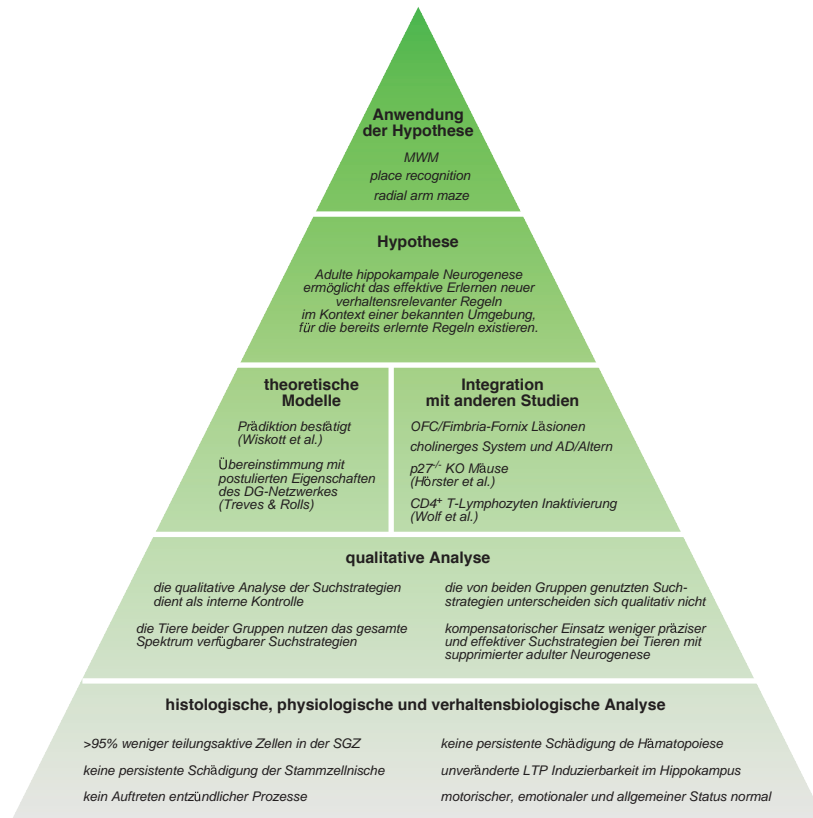 Anwendung
der Hypothese
MWM
place recognition
radial arm maze
Hypothese
Adulte hippokampale Neurogenese
ermöglicht das effektive Erlernen neuer
verhaltensrelevanter Regeln
im Kontext einer bekannten Umgebung,
für die bereits erlernte Regeln existieren.
theoretische
Modelle
Prädiktion bestätigt
(Wiskott et al.)
Übereinstimmung mit
postulierten Eigenschaften
des DG-Netzwerkes
(Treves & Rolls)
Integration
mit anderen Studien
OFC/Fimbria-Fornix Läsionen
cholinerges System und AD/Altern
p27-/- KO Mäuse
(Hörster et al.)
CD4+ T-Lymphozyten Inaktivierung
(Wolf et al.)
qualitative Analyse
die qualitative Analyse der Suchstrategien
dient als interne Kontrolle
die Tiere beider Gruppen nutzen das gesamte
Spektrum verfügbarer Suchstrategien
die von beiden Gruppen genutzten Such-
strategien unterscheiden sich qualitativ nicht
kompensatorischer Einsatz weniger präziser
und effektiver Suchstrategien bei Tieren mit
supprimierter adulter Neurogenese
histologische, physiologische und verhaltensbiologische Analyse
>95% weniger teilungsaktive Zellen in der SGZ
keine persistente Schädigung der Stammzellnische
kein Auftreten entzündlicher Prozesse
keine persistente Schädigung de Hämatopoiese
unveränderte LTP Induzierbarkeit im Hippokampus
motorischer, emotionaler und allgemeiner Status normal